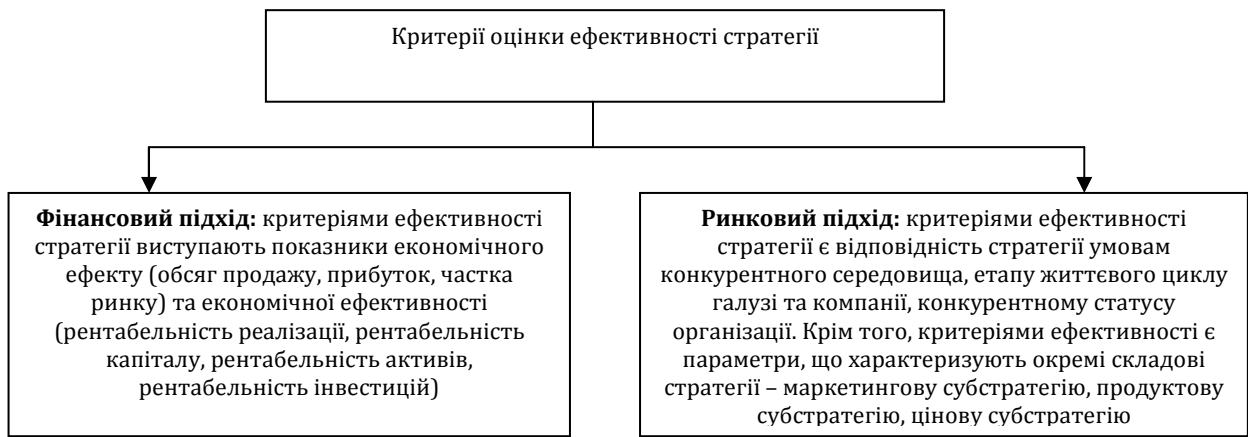 Критерії оцінки ефективності стратегії
Фінансовий підхід: критеріями ефективності
стратегії виступають показники економічного
ефекту (обсяг продажу, прибуток, частка
ринку) та економічної ефективності
(рентабельність реалізації, рентабельність
капіталу, рентабельність активів,
рентабельність інвестицій)
Ринковий підхід: критеріями ефективності
стратегії є відповідність стратегії умовам
конкурентного середовища, етапу життєвого циклу
галузі та компанії, конкурентному статусу
організації. Крім того, критеріями ефективності є
параметри, що характеризують окремі складові
стратегії – маркетингову субстратегію, продуктову
субстратегію, цінову субстратегію